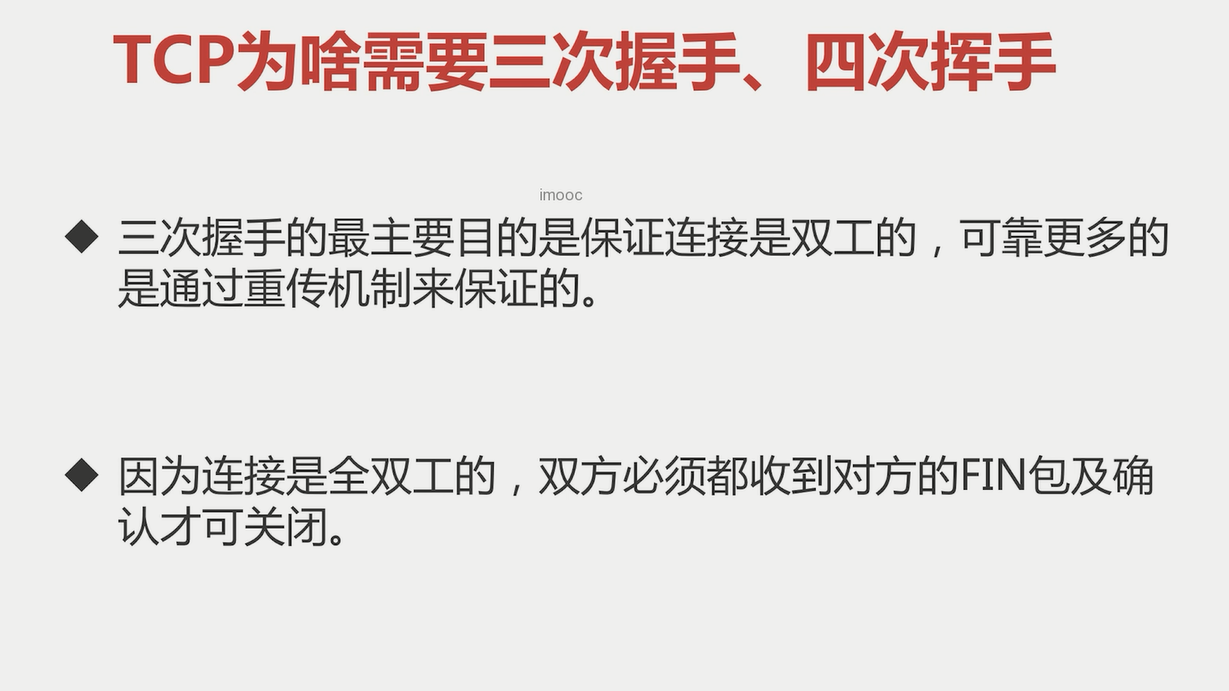 TCP为啥需要三次握手、四次挥手
imooc
◆ 三次握手的最主要目的是保证连接是双工的，可靠更多的
是通过重传机制来保证的。
◆ 因为连接是全双工的，双方必须都收到对方的FIN包及确
认才可关闭。